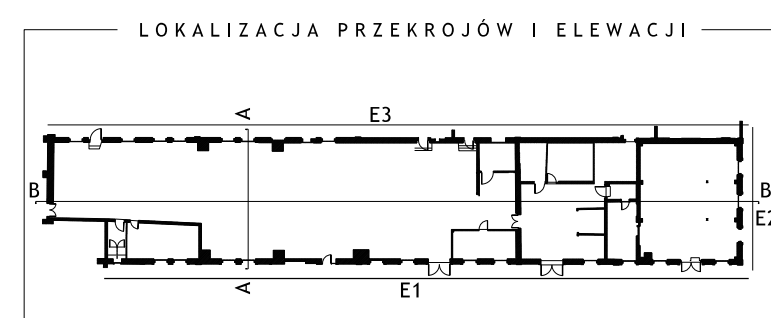 LOKALIZACJA PRZEKROJÓW I ELEWACJI
A E3
B B
E2
A E1